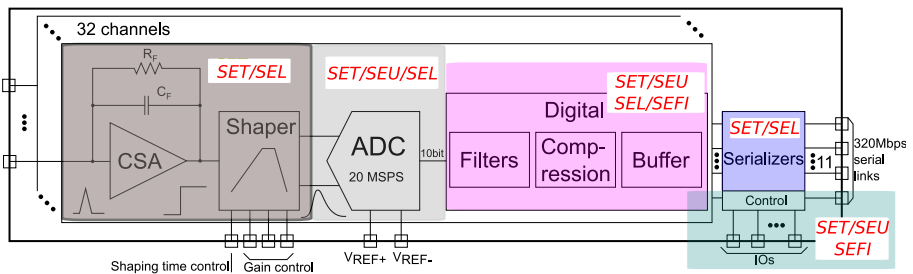 32 channels
R_F
C_F
CSA
SET/SEL
Shaper
SET/SEU/SEL
ADC
20 MSPS
10bit
SET/SEU
SEL/SEFI
Digital
Filters
Comp-
ression
Buffer
SET/SEL
Serializers
11
320Mbps
serial
links
Control
SET/SEU
SEFI
IOs
Shaping time control
Gain control
VREF+ VREF-